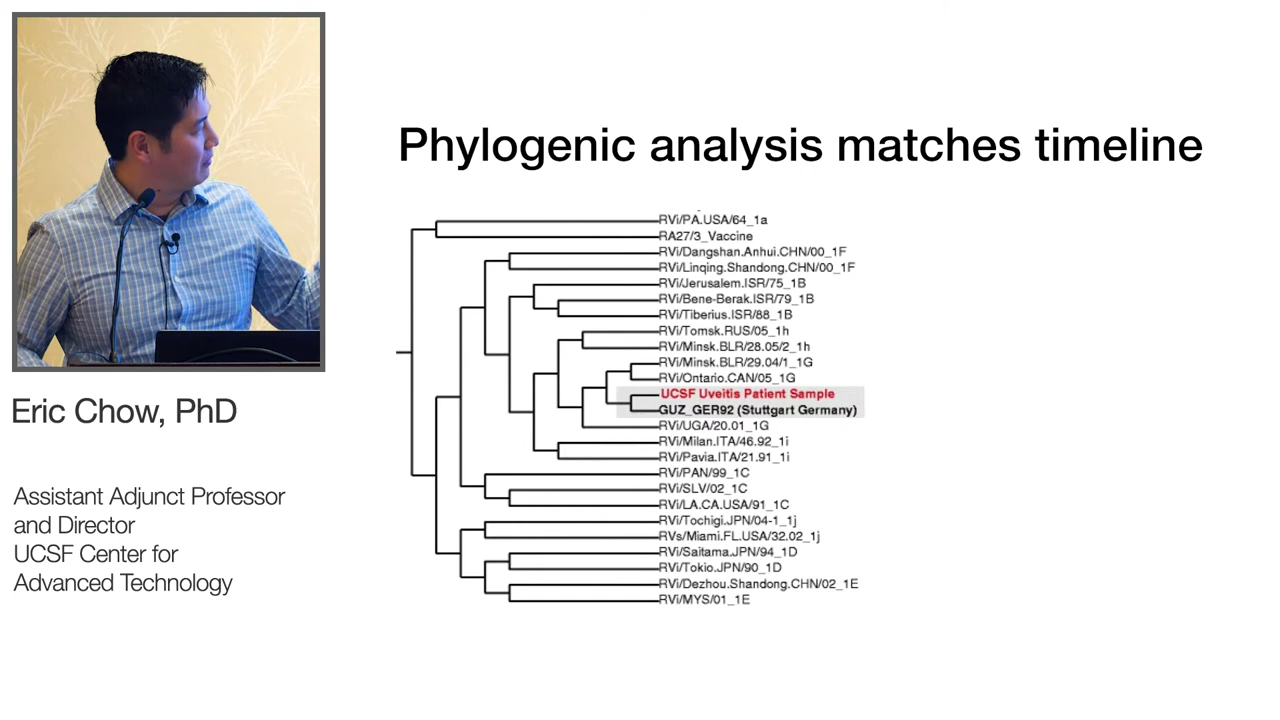 Phylogenic analysis matches timeline
RVi/PA.USA/64_1a
RA27/3_Vaccine
RVi/Dangshan.Anhui.CHN/00_1F
RVi/Linqing.Shandong.CHN/00_1F
RVi/Jerusalem.ISR/75_1B
RVi/Bene-Berak.ISR/79_1B
RVi/Tiberius.ISR/88_1B
RVi/Tomsk.RUS/05_1h
RVi/Minsk.BLR/28.05/2_1h
RVi/Minsk.BLR/29.04/1_1G
RVi/Ontario.CAN/05_1G
UCSF Uveitis Patient Sample
GUZ_GER92 (Stuttgart Germany)
RVi/UGA/20.01_1G
RVi/Milan.ITA/46.92_1i
RVi/Pavia.ITA/21.91_1i
RVi/PAN/99_1C
RVi/SLV/02_1C
RVi/LA.CA.USA/91_1C
RVi/Tochigi.JPN/04-1_1j
RVs/Miami.FL.USA/32.02_1j
RVi/Saitama.JPN/94_1D
RVi/Tokio.JPN/90_1D
RVi/Dezhou.Shandong.CHN/02_1E
RVi/MYS/01_1E
Eric Chow, PhD
Assistant Adjunct Professor
and Director
UCSF Center for
Advanced Technology